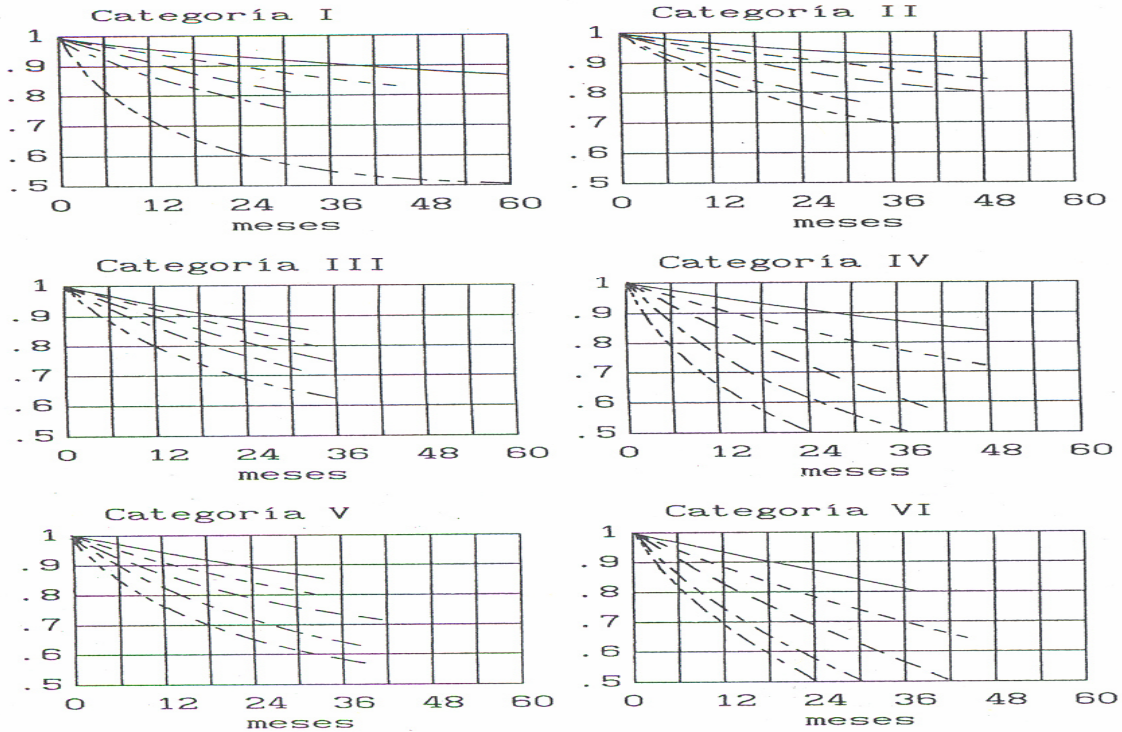 Categoría I
1
.9
.8
.7
.6
.5
0 12 24 36 48 60
meses
Categoría II
1
.9
.8
.7
.6
.5
0 12 24 36 48 60
meses
Categoría III
1
.9
.8
.7
.6
.5
0 12 24 36 48 60
meses
Categoría IV
1
.9
.8
.7
.6
.5
0 12 24 36 48 60
meses
Categoría V
1
.9
.8
.7
.6
.5
0 12 24 36 48 60
meses
Categoría VI
1
.9
.8
.7
.6
.5
0 12 24 36 48 60
meses